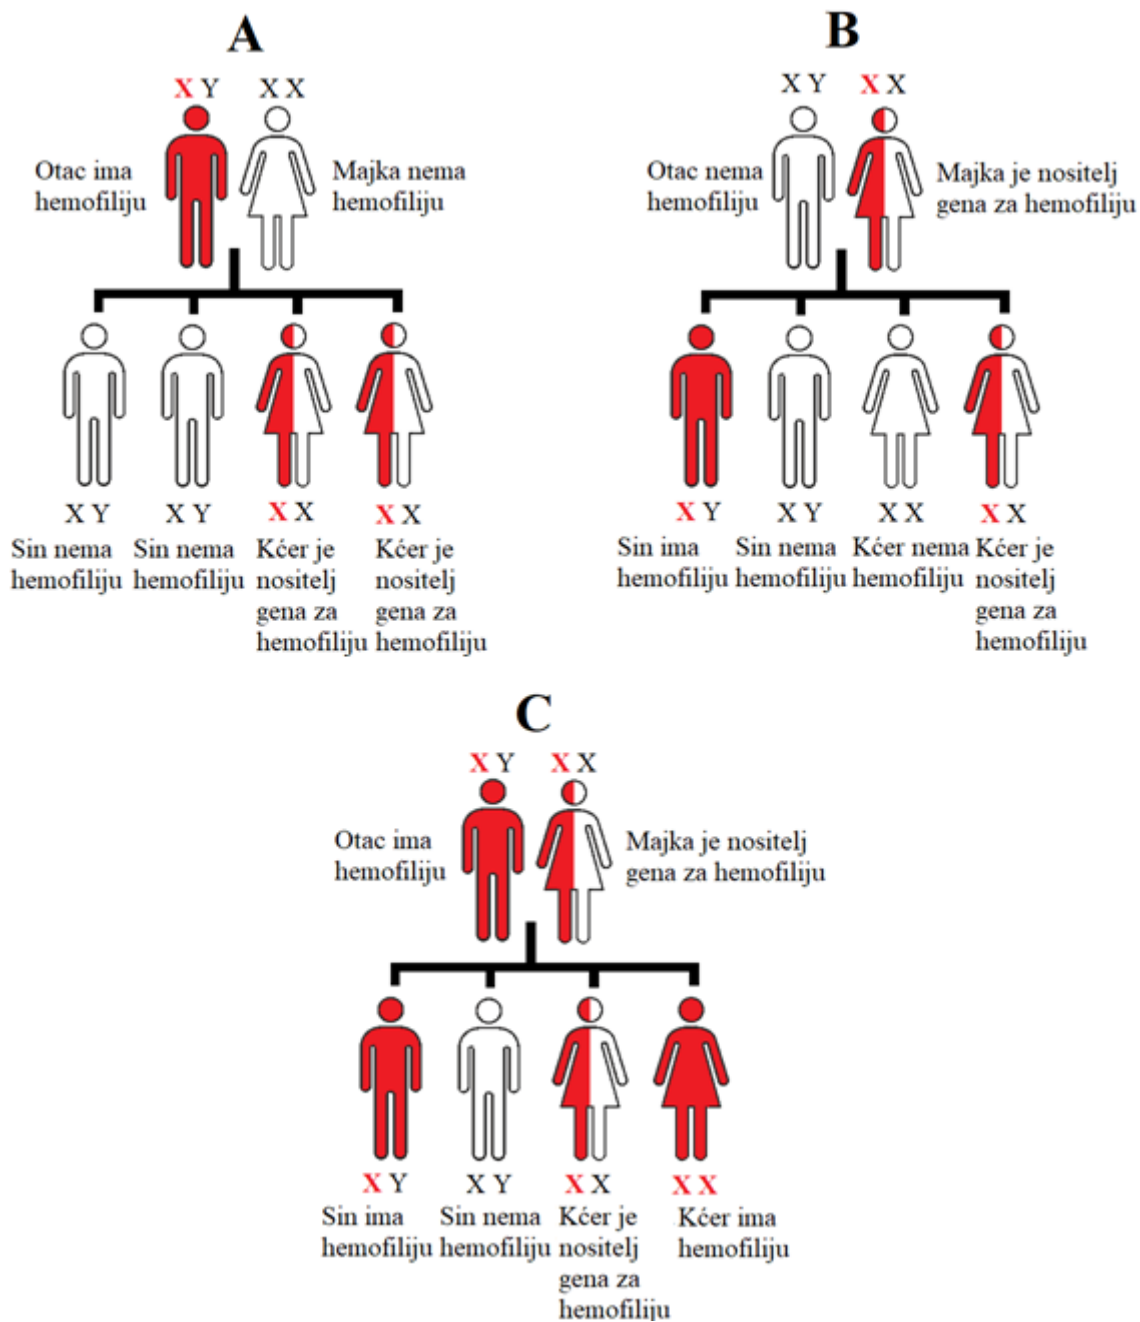 A
X Y
X X
Otac ima
hemofiliju
Majka nema
hemofiliju
X Y
X Y
X X
X X
Sin nema
hemofiliju
Sin nema
hemofiliju
Kćer je
nositelj
gena za
hemofiliju
Kćer je
nositelj
gena za
hemofiliju
B
X Y
X X
Otac nema
hemofiliju
Majka je nositelj
gena za hemofiliju
X Y
X Y
X X
X X
Sin ima
hemofiliju
Sin nema
hemofiliju
Kćer nema
hemofiliju
Kćer je
nositelj
gena za
hemofiliju
C
X Y
X X
Otac ima
hemofiliju
Majka je nositelj
gena za hemofiliju
X Y
X Y
X X
X X
Sin ima
hemofiliju
Sin nema
hemofiliju
Kćer je
nositelj
gena za
hemofiliju
Kćer ima
hemofiliju